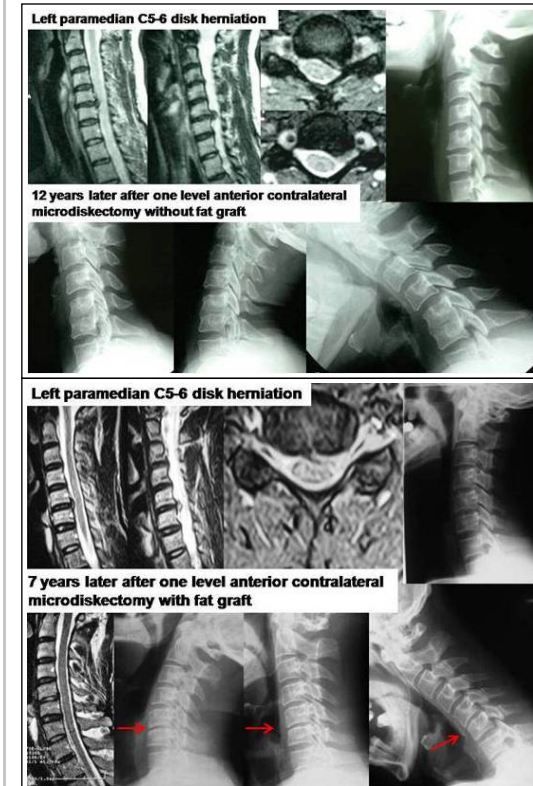 Left paramedian C5-6 disk herniation
12 years later after one level anterior contralateral
microdiskectomy without fat graft
Left paramedian C5-6 disk herniation
7 years later after one level anterior contralateral
microdiskectomy with fat graft